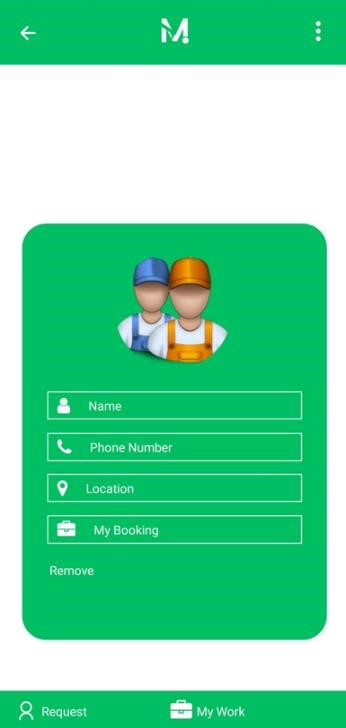 M
Name
Phone Number
Location
My Booking
Remove
Request
My Work